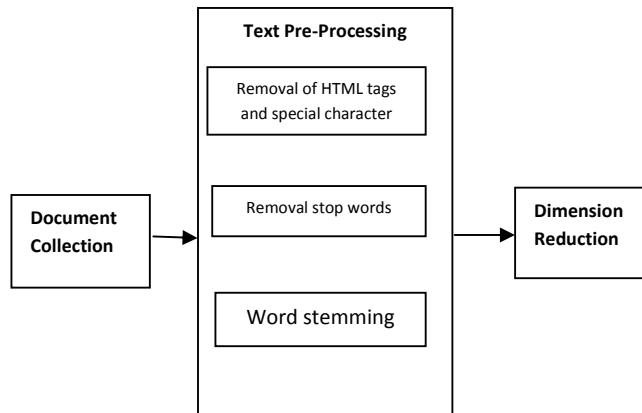 Text Pre-Processing
Removal of HTML tags
and special character
Document
Collection
Removal stop words
Dimension
Reduction
Word stemming